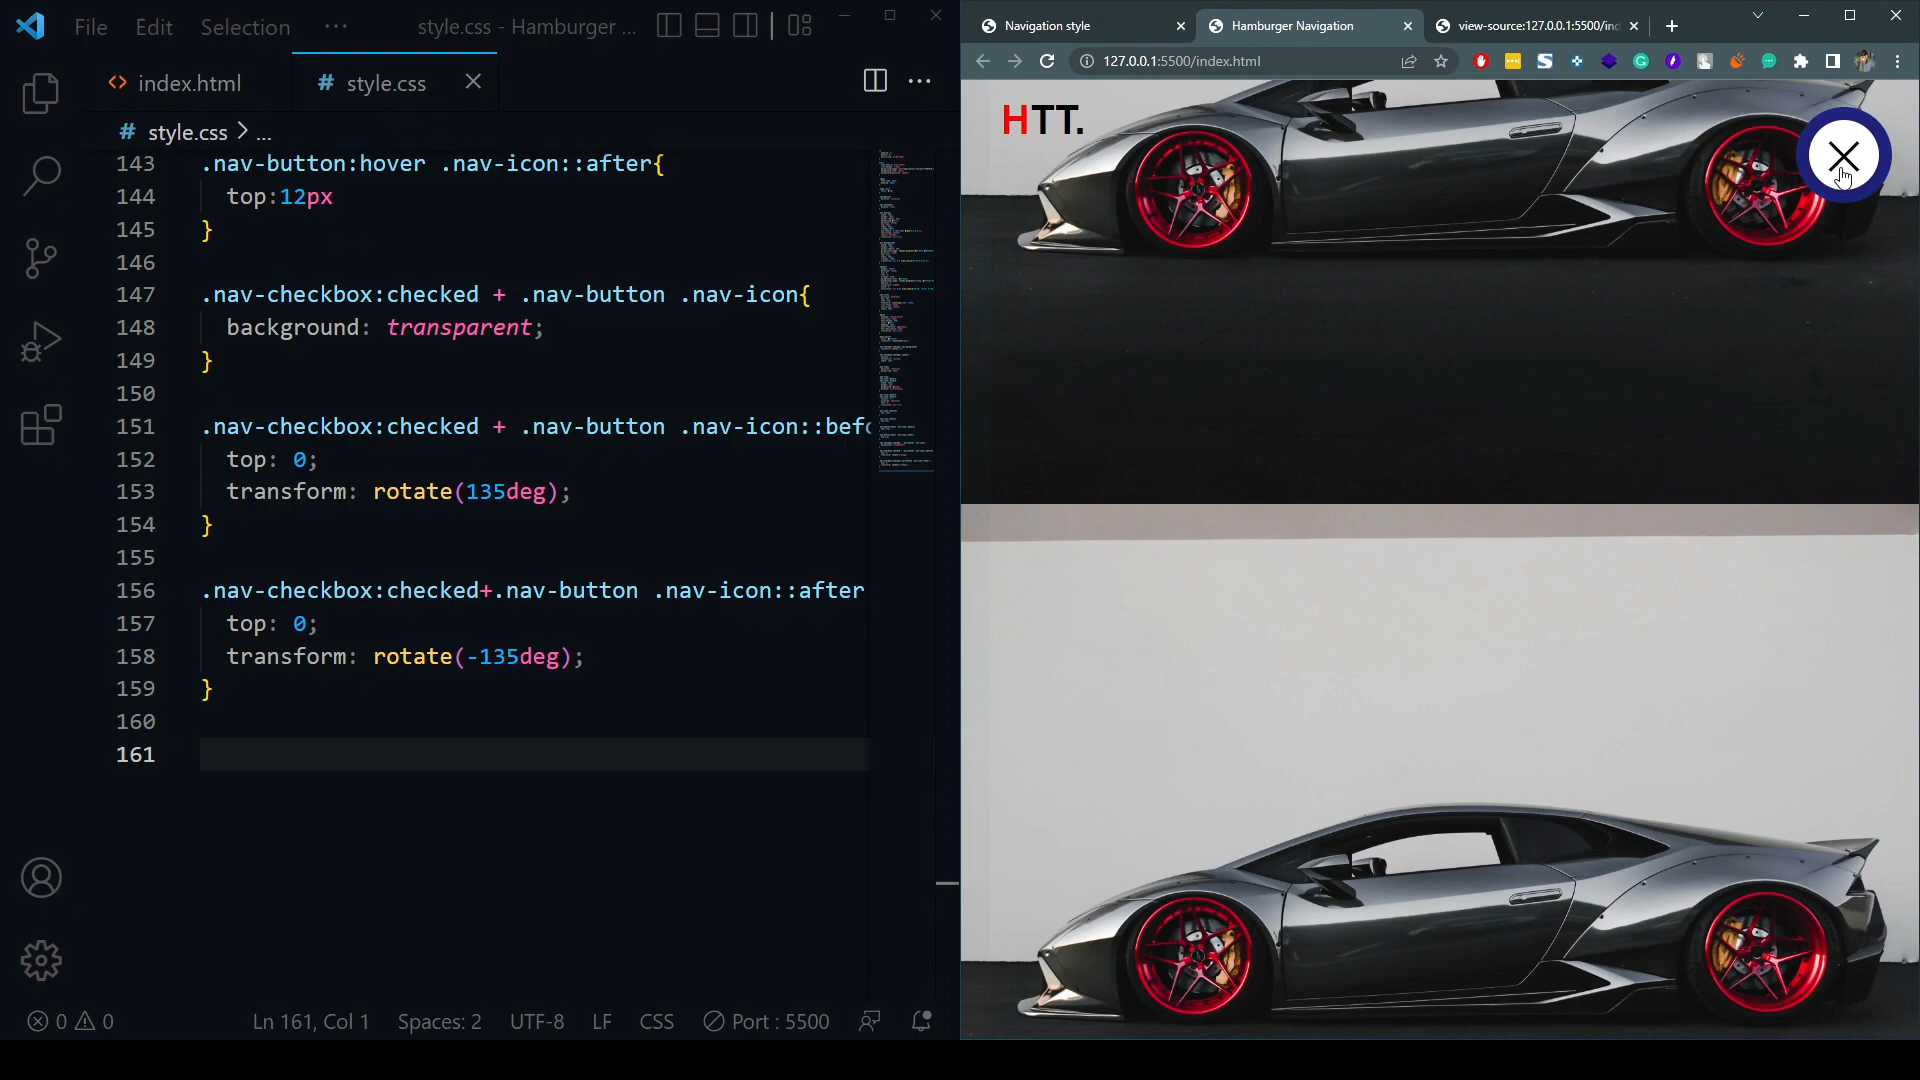 File Edit Selection ··· style.css - Hamburger ...
index.html # style.css
# style.css > ...
143 .nav-button:hover .nav-icon::after{
144 top:12px
145 }
146
147 .nav-checkbox:checked + .nav-button .nav-icon{
148 background: transparent;
149 }
150
151 .nav-checkbox:checked + .nav-button .nav-icon::befo
152 top: 0;
153 transform: rotate(135deg);
154 }
155
156 .nav-checkbox:checked+.nav-button .nav-icon::after
157 top: 0;
158 transform: rotate(-135deg);
159 }
160
161
0 0 Ln 161, Col 1 Spaces: 2 UTF-8 LF CSS Port : 5500
Navigation style Hamburger Navigation view-source:127.0.0.1:5500/ind
127.0.0.1:5500/index.html
HTT.